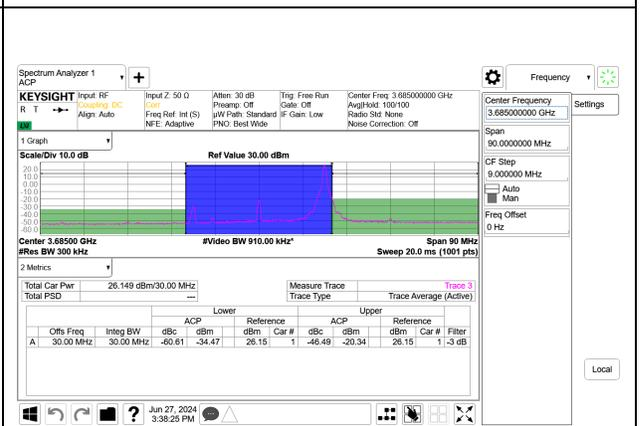 Spectrum Analyzer 1
ACP
Frequency
KEYSIGHT
R T
Input: RF
Coupling: DC
Align: Auto
Input Z: 50 Ω
Corr
Freq Ref: Int (S)
NFE: Adaptive
Atten: 30 dB
Preamp: Off
µW Path: Standard
PNO: Best Wide
Trig: Free Run
Gate: Off
IF Gain: Low
Center Freq: 3.685000000 GHz
Avg|Hold: 100/100
Radio Std: None
Noise Correction: Off
Center Frequency
3.685000000 GHz
Settings
Span
90.0000000 MHz
CF Step
9.000000 MHz
Auto
Man
Freq Offset
0 Hz
1 Graph
Scale/Div 10.0 dB
Ref Value 30.00 dBm
20.0
10.0
0.00
-10.0
-20.0
-30.0
-40.0
-50.0
-60.0
Center 3.68500 GHz
#Video BW 910.00 kHz*
Span 90 MHz
#Res BW 300 kHz
Sweep 20.0 ms (1001 pts)
2 Metrics
Total Car Pwr 26.149 dBm/30.00 MHz
Total PSD ---
Measure Trace Trace 3
Trace Type Trace Average (Active)
Lower Upper
ACP Reference ACP Reference
Offs Freq Integ BW dBc dBm dBm Car # dBc dBm dBm Car # Filter
A 30.00 MHz 30.00 MHz -60.61 -34.47 26.15 1 -46.49 -20.34 26.15 1 -3 dB
Local
?
Jun 27, 2024
3:38:25 PM